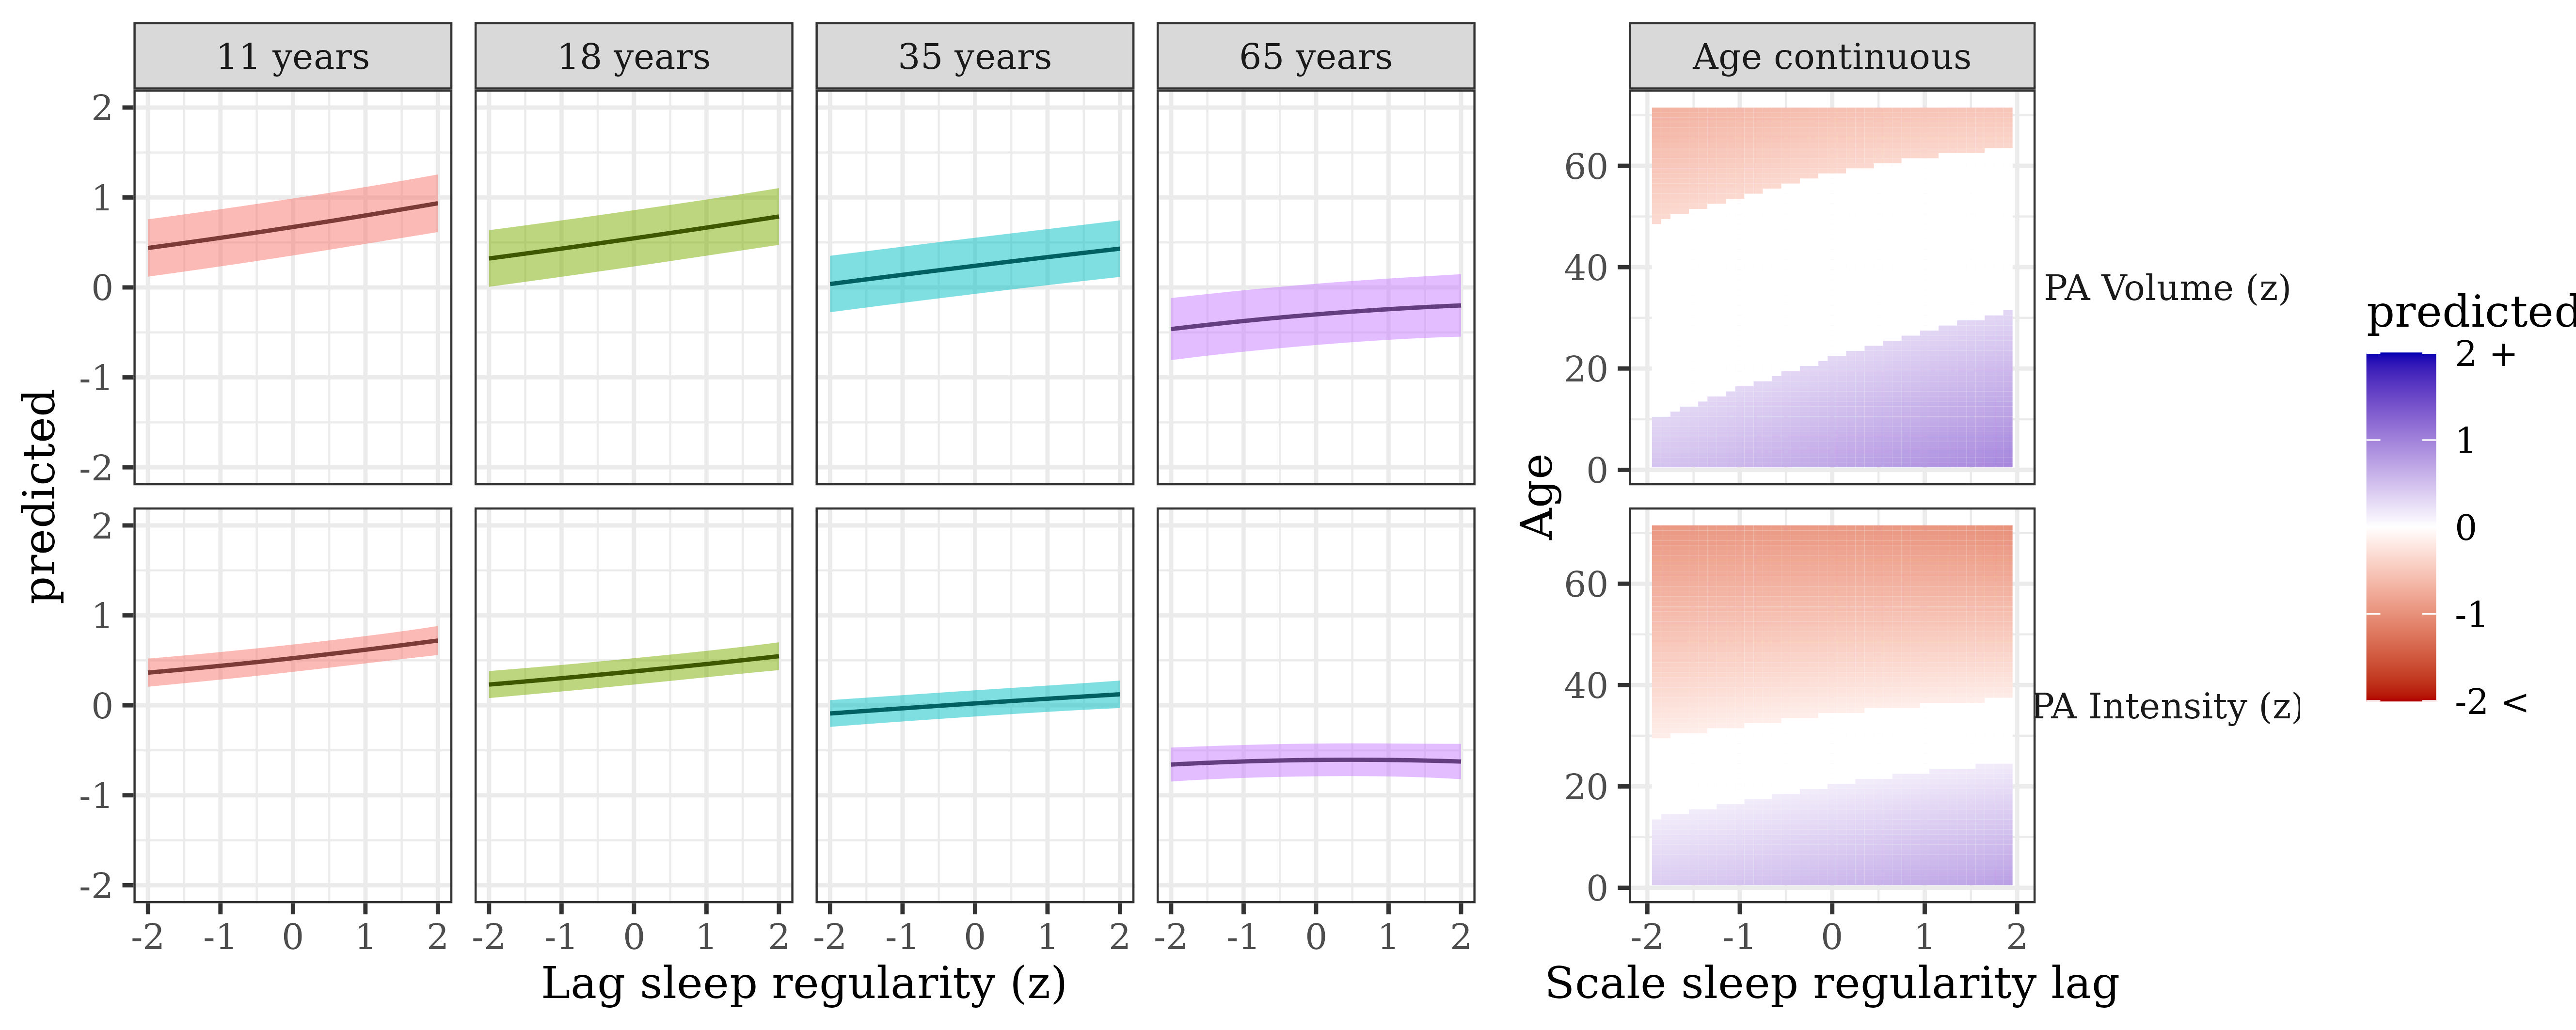 11 years
18 years
35 years
65 years
Age continuous
predicted
2
1
0
-1
-2
2
1
0
-1
-2
-2 -1 0 1 2
-2 -1 0 1 2
-2 -1 0 1 2
-2 -1 0 1 2
Lag sleep regularity (z)
Age
60
40
20
0
60
40
20
0
-2 -1 0 1 2
Scale sleep regularity lag
PA Volume (z)
PA Intensity (z)
predicted
2 +
1
0
-1
-2 <